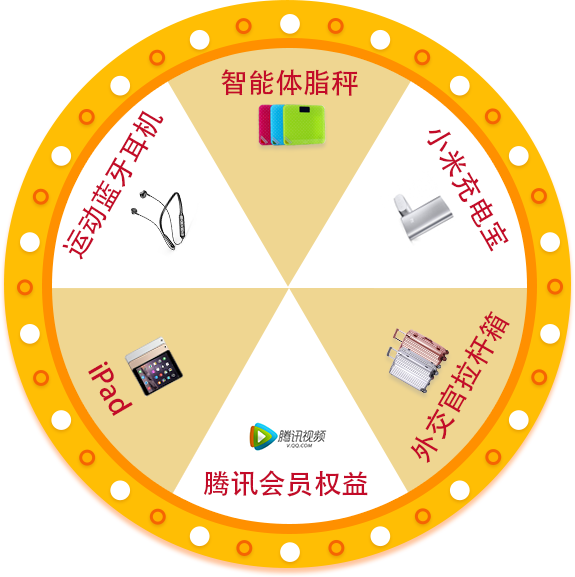 智能体脂秤
小米充电宝
外交官拉杆箱
腾讯视频
V.QQ.COM
腾讯会员权益
iPad
运动蓝牙耳机